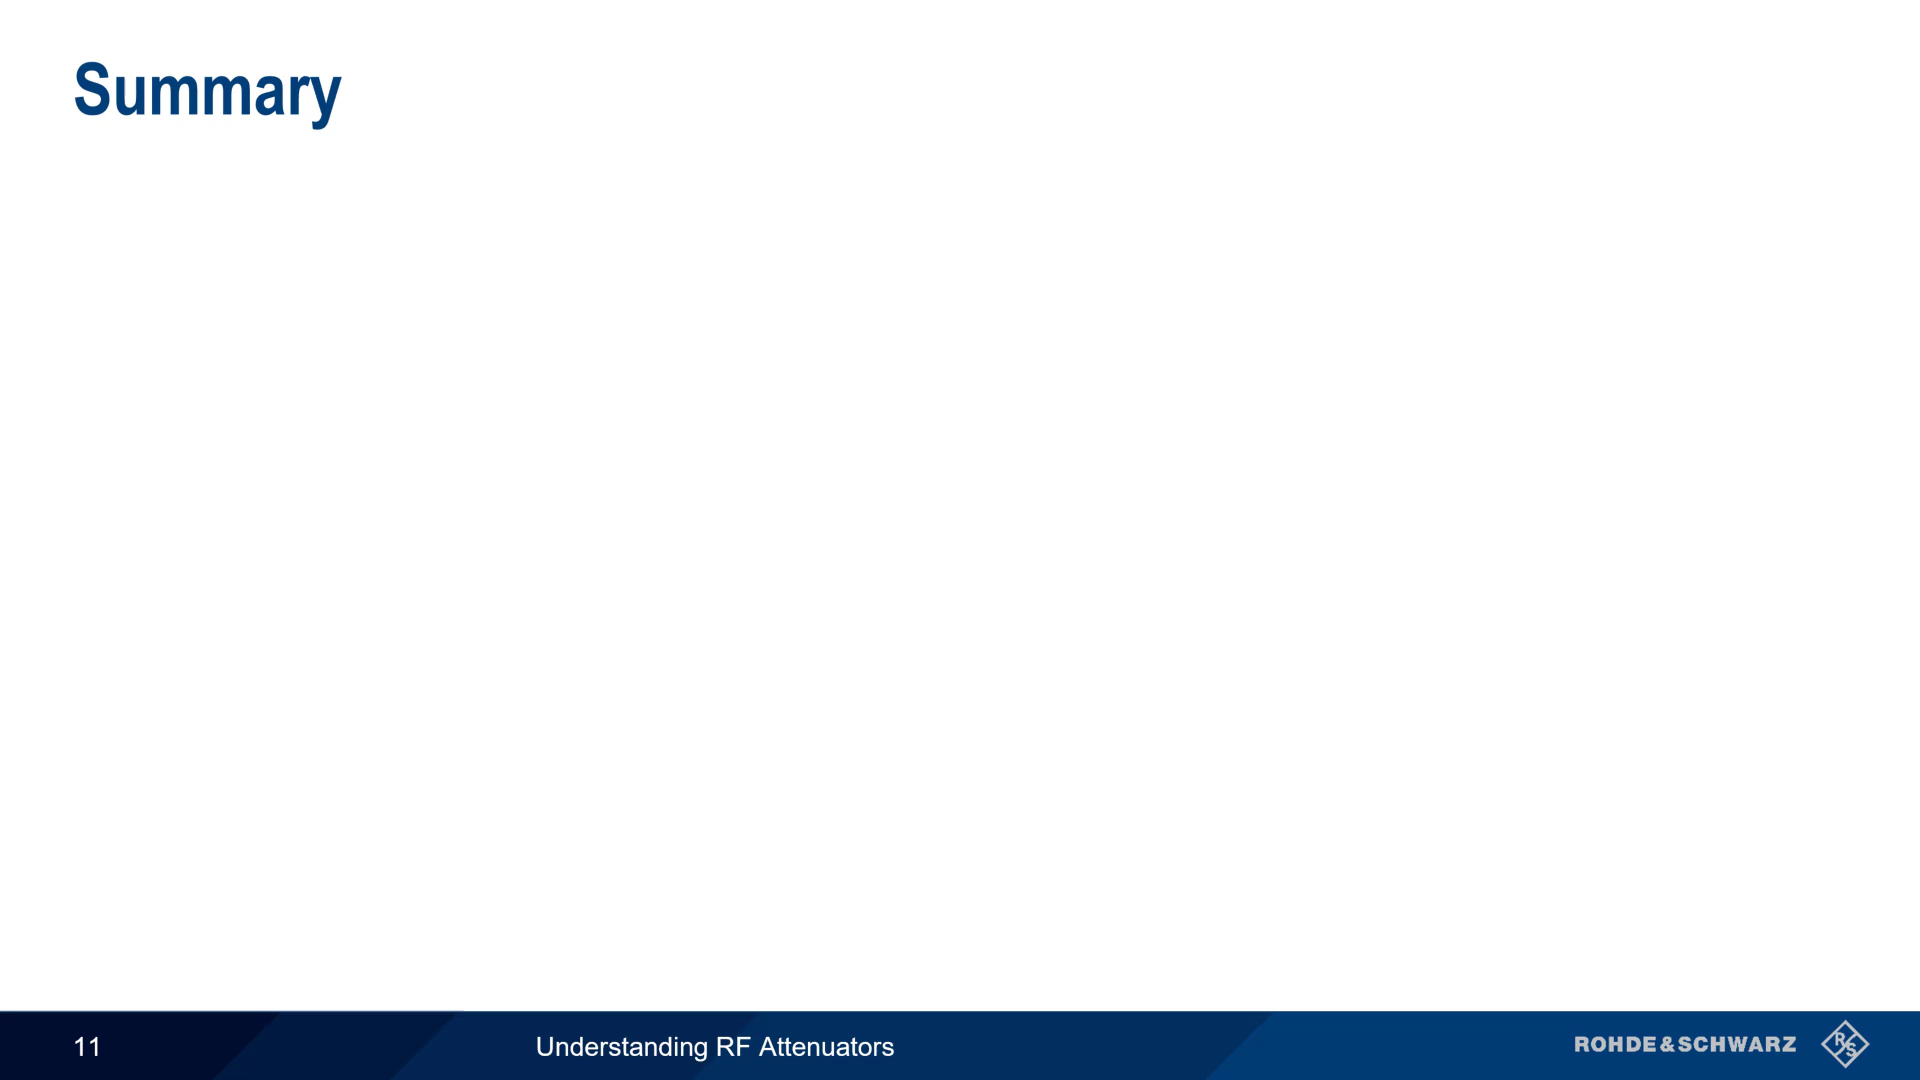 Summary
11
Understanding RF Attenuators
ROHDE&SCHWARZ
R
S